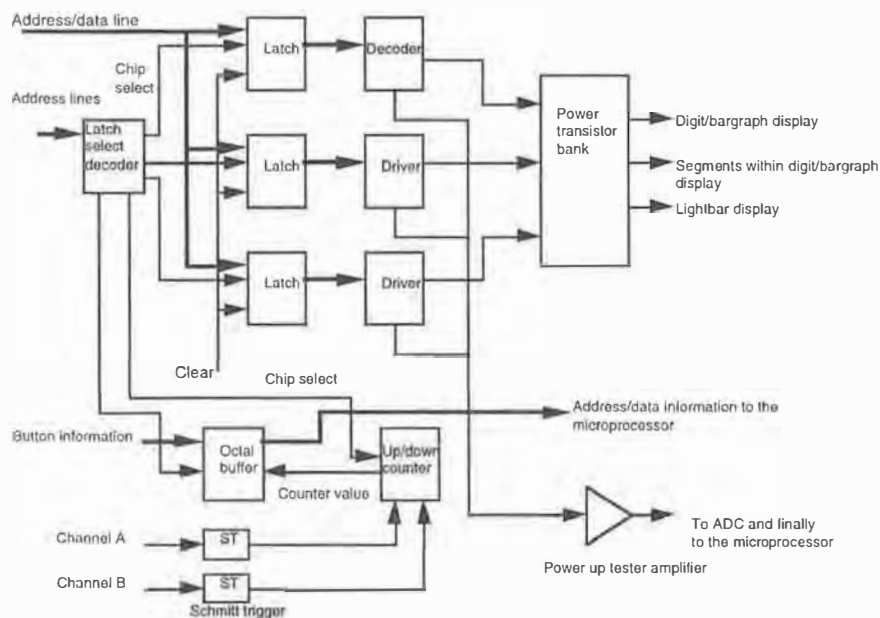 Address/data line
Latch
Decoder
Chip
select
Address lines
Latch
select
decoder
Power
transistor
bank
Digit/bargraph display
Latch
Driver
Segments within digit/bargraph
display
Lightbar display
Latch
Driver
Clear
Chip select
Address/data information to the
microprocessor
Button information
Octal
buffer
Up/down
counter
Counter value
Channel A
ST
To ADC and finally
to the microprocessor
Power up tester amplifier
Channel B
ST
Schmitt trigger